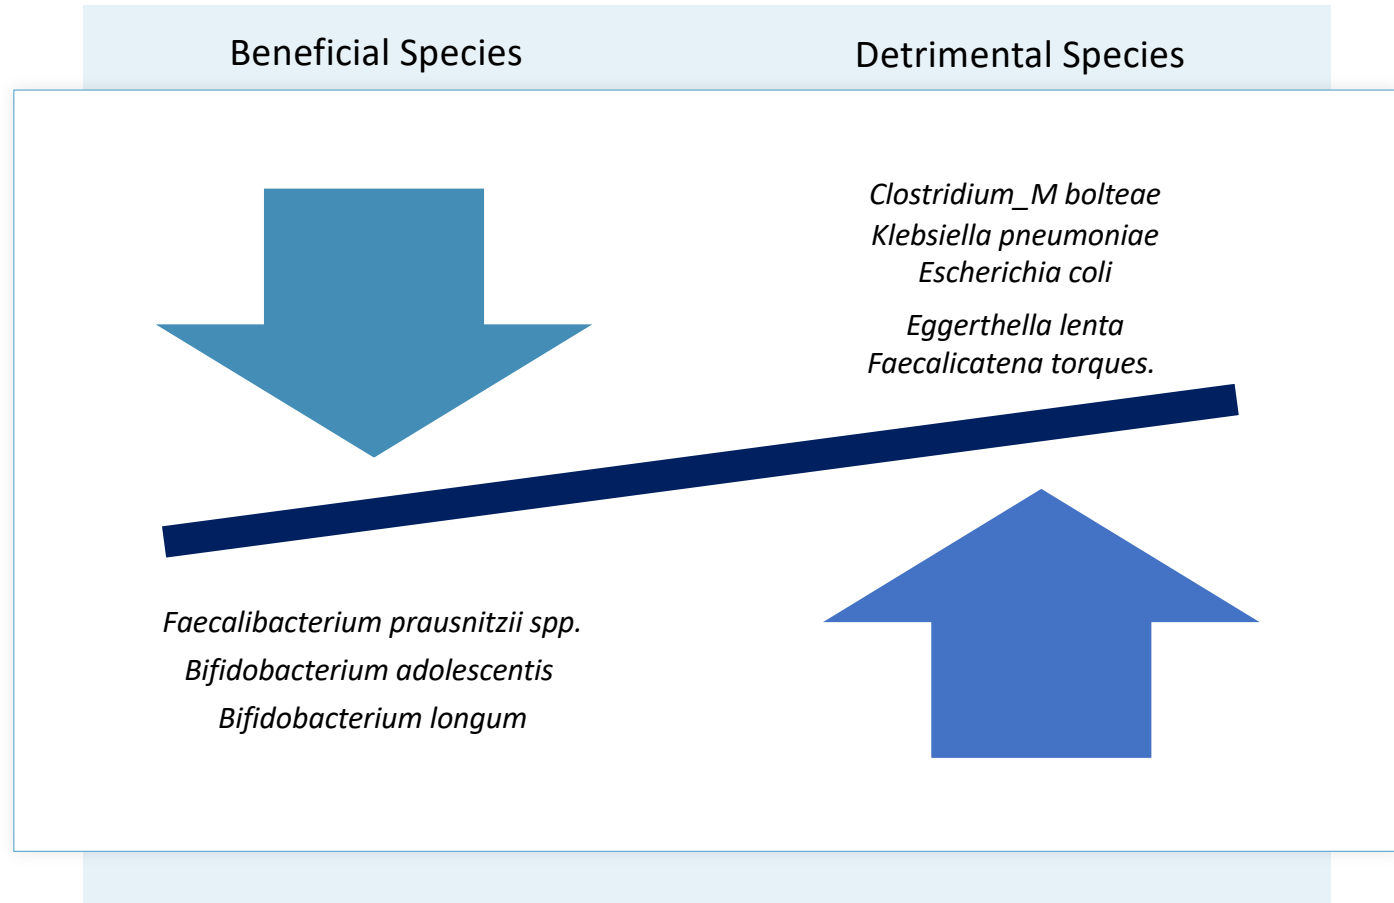 Beneficial Species
Detrimental Species
Clostridium_M bolteae
Klebsiella pneumoniae
Escherichia coli
Eggerthella lenta
Faecalicatena torques.
Faecalibacterium prausnitzii spp.
Bifidobacterium adolescentis
Bifidobacterium longum